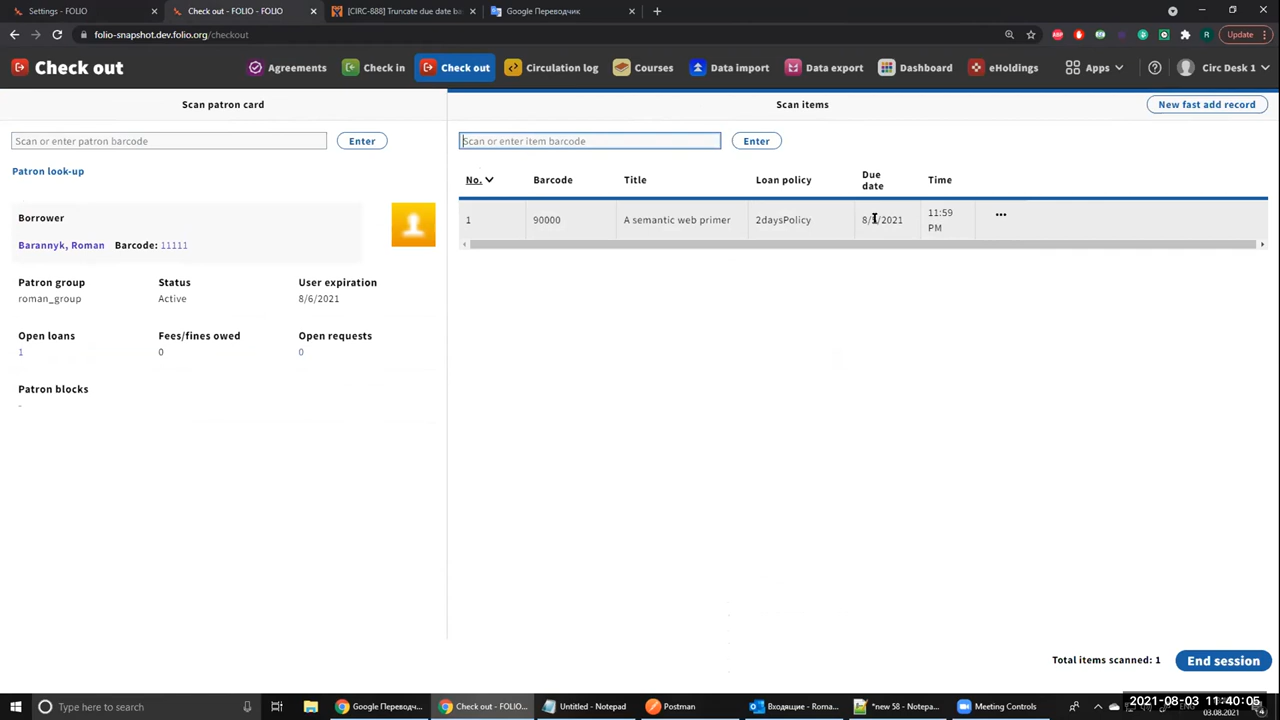 Settings - FOLIO
Check out - FOLIO - FOLIO
[CIRC-888] Truncate due date ba
Google Переводчик
folio-snapshot.dev.folio.org/checkout
Update
Check out
Agreements
Check in
Check out
Circulation log
Courses
Data import
Data export
Dashboard
eHoldings
Apps
Circ Desk 1
Scan patron card
Scan items
New fast add record
Scan or enter patron barcode
Enter
Scan or enter item barcode
Enter
Patron look-up
No.
Barcode
Title
Loan policy
Due date
Time
Borrower
1
90000
A semantic web primer
2daysPolicy
11:59 PM
•••
Barannyk, Roman
Barcode: 11111
Patron group
Status
User expiration
roman_group
Active
8/6/2021
Open loans
Fees/fines owed
Open requests
1
0
0
Patron blocks
-
Total items scanned: 1
End session
Type here to search
Google Переводч...
Check out - FOLIO...
Untitled - Notepad
Postman
Входящие - Roma...
*new 58 - Notepa...
Meeting Controls
2021-08-03 11:40:05
03.08.2021